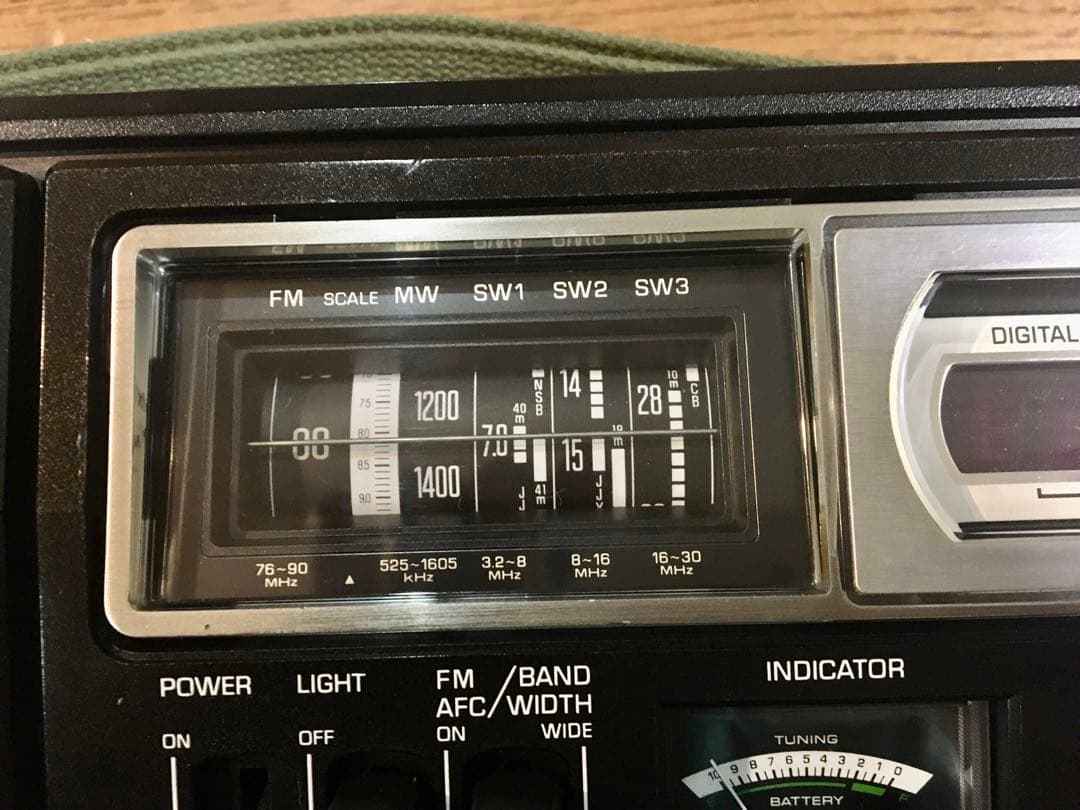 FM SCALE MW SW1 SW2 SW3
DIGITAL
75
1200
14
10 m
28
NSB
CB
40 m
80
7.0
19 m
85
15
1400
90
41 m
JJ
JJY
76~90 MHz
525~1605 kHz
3.2~8 MHz
8~16 MHz
16~30 MHz
▲
POWER
LIGHT
FM AFC/BAND WIDTH
INDICATOR
ON
OFF
ON
WIDE
TUNING
10 9 8 7 6 5 4 3 2 1 0
BATTERY